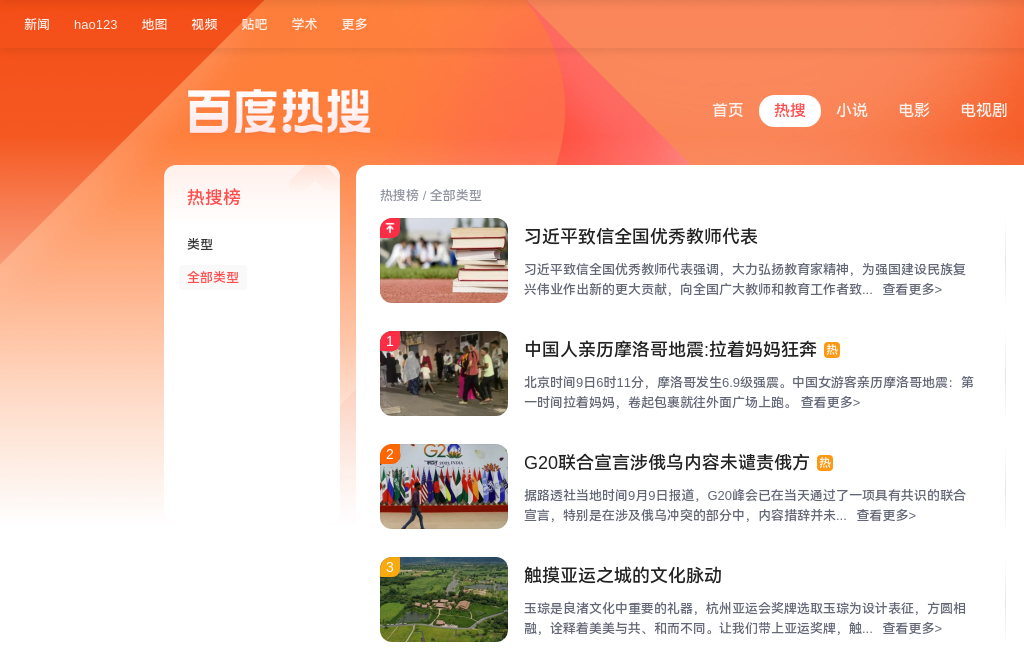 新闻 hao123 地图 视频 贴吧 学术 更多
百度热搜
首页 热搜 小说 电影 电视剧
热搜榜
类型
全部类型
热搜榜 / 全部类型
习近平致信全国优秀教师代表
习近平致信全国优秀教师代表强调，大力弘扬教育家精神，为强国建设民族复
兴伟业作出新的更大贡献，向全国广大教师和教育工作者致... 查看更多>
1
中国人亲历摩洛哥地震:拉着妈妈狂奔 热
北京时间9日6时11分，摩洛哥发生6.9级强震。中国女游客亲历摩洛哥地震：第
一时间拉着妈妈，卷起包裹就往外面广场上跑。 查看更多>
2
G20
G20联合宣言涉俄乌内容未谴责俄方 热
据路透社当地时间9月9日报道，G20峰会已在当天通过了一项具有共识的联合
宣言，特别是在涉及俄乌冲突的部分中，内容措辞并未... 查看更多>
3
触摸亚运之城的文化脉动
玉琮是良渚文化中重要的礼器，杭州亚运会奖牌选取玉琮为设计表征，方圆相
融，诠释着美美与共、和而不同。让我们带上亚运奖牌，触... 查看更多>